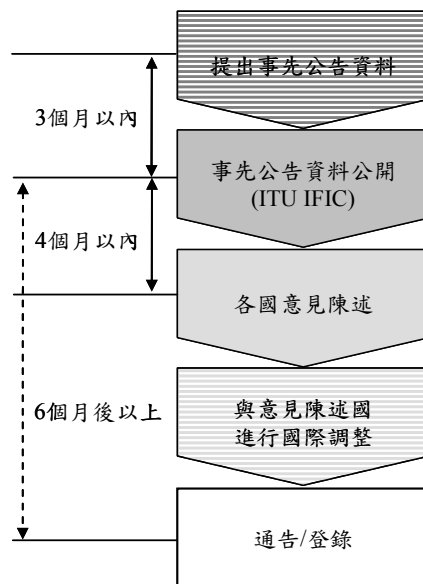 提出事先公告資料
3個月以內
事先公告資料公開
(ITU IFIC)
4個月以內
各國意見陳述
6個月後以上
與意見陳述國
進行國際調整
通告/登錄